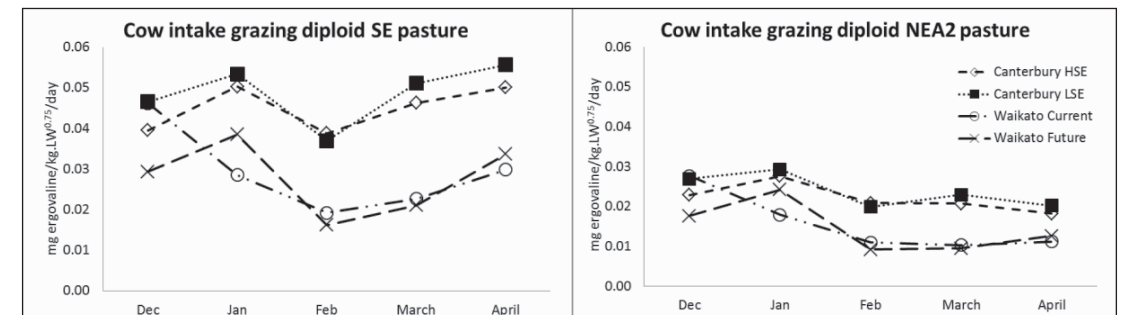 Cow intake grazing diploid SE pasture
mg ergovaline/kg.LW0.75/day
0.06
0.05
0.04
0.03
0.02
0.01
0.00
Dec Jan Feb March April
Cow intake grazing diploid NEA2 pasture
mg ergovaline/kg.LW0.75/day
0.06
0.05
0.04
0.03
0.02
0.01
0.00
Canterbury HSE
Canterbury LSE
Waikato Current
Waikato Future
Dec Jan Feb March April